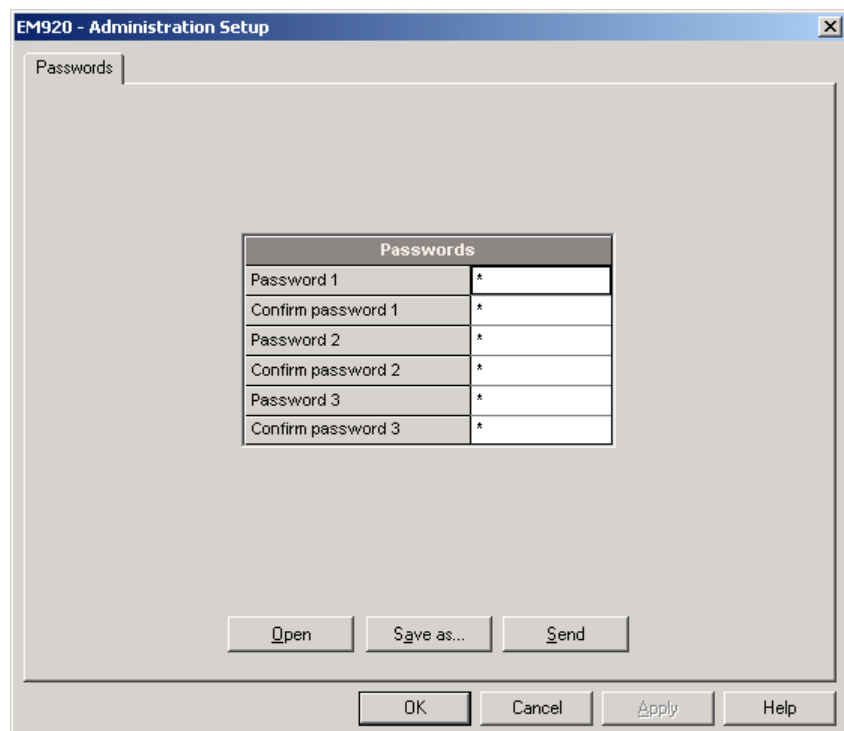 EM920 - Administration Setup
Passwords
Passwords
Password 1 *
Confirm password 1 *
Password 2 *
Confirm password 2 *
Password 3 *
Confirm password 3 *
Open Save as... Send
OK Cancel Apply Help